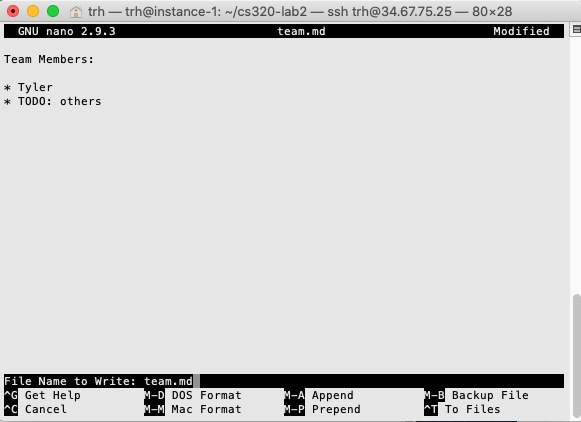 trh — trh@instance-1: ~/cs320-lab2 — ssh trh@34.67.75.25 — 80×28
GNU nano 2.9.3 team.md Modified
Team Members:
* Tyler
* TODO: others
File Name to Write: team.md
^G Get Help M-D DOS Format M-A Append M-B Backup File
^C Cancel M-M Mac Format M-P Prepend ^T To Files